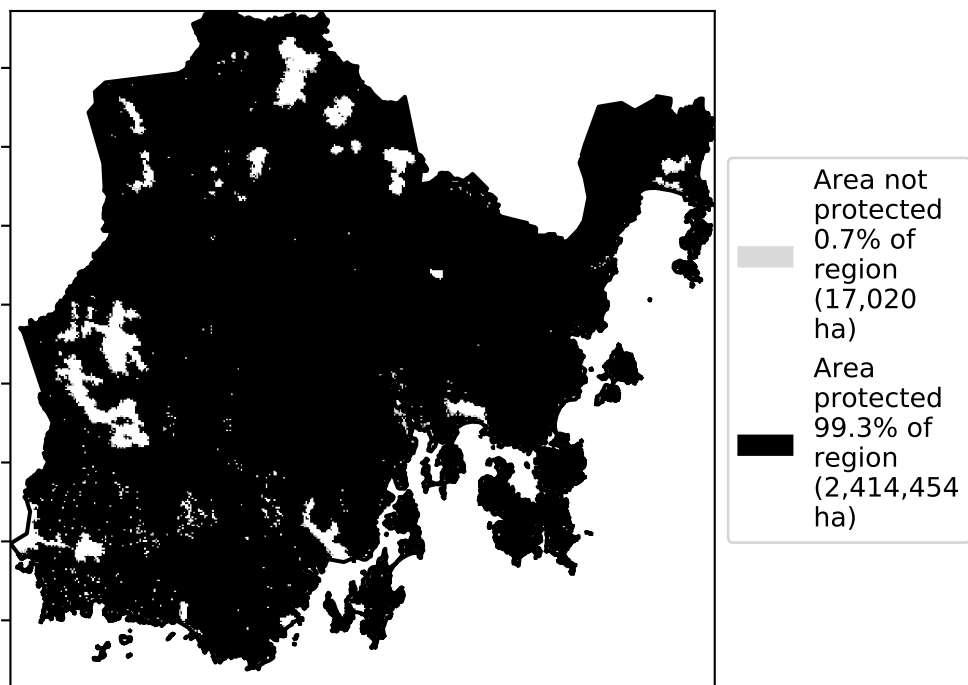 Area not
protected
0.7% of
region
(17,020
ha)
Area
protected
99.3% of
region
(2,414,454
ha)